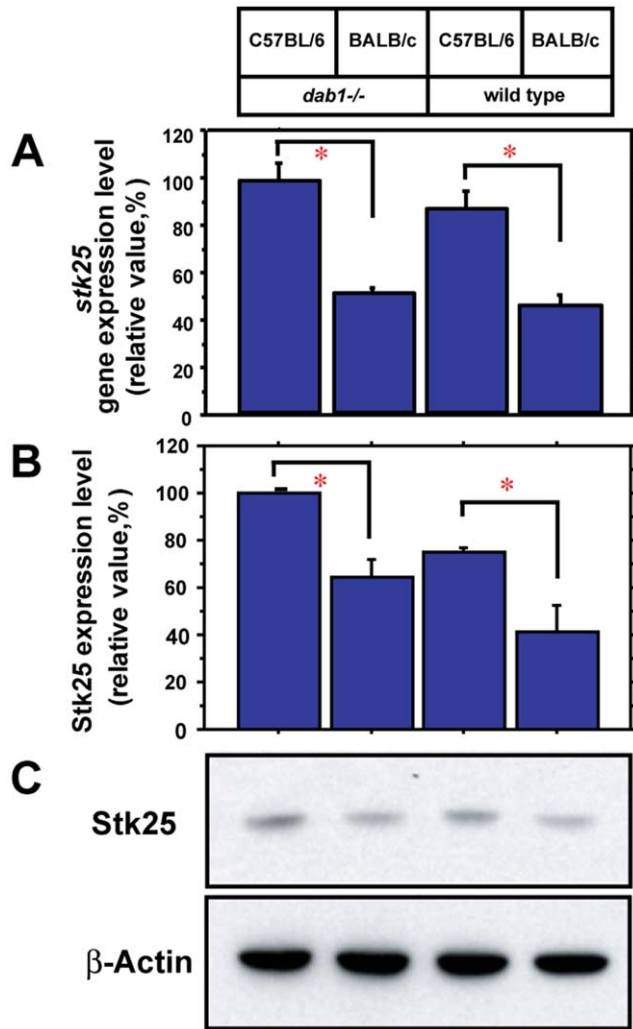 C57BL/6 BALB/c C57BL/6 BALB/c
dab1-/- wild type
A
stk25
gene expression level
(relative value,%)
120
100
80
60
40
20
0
* *
B
Stk25 expression level
(relative value,%)
120
100
80
60
40
20
0
* *
C
Stk25
β-Actin